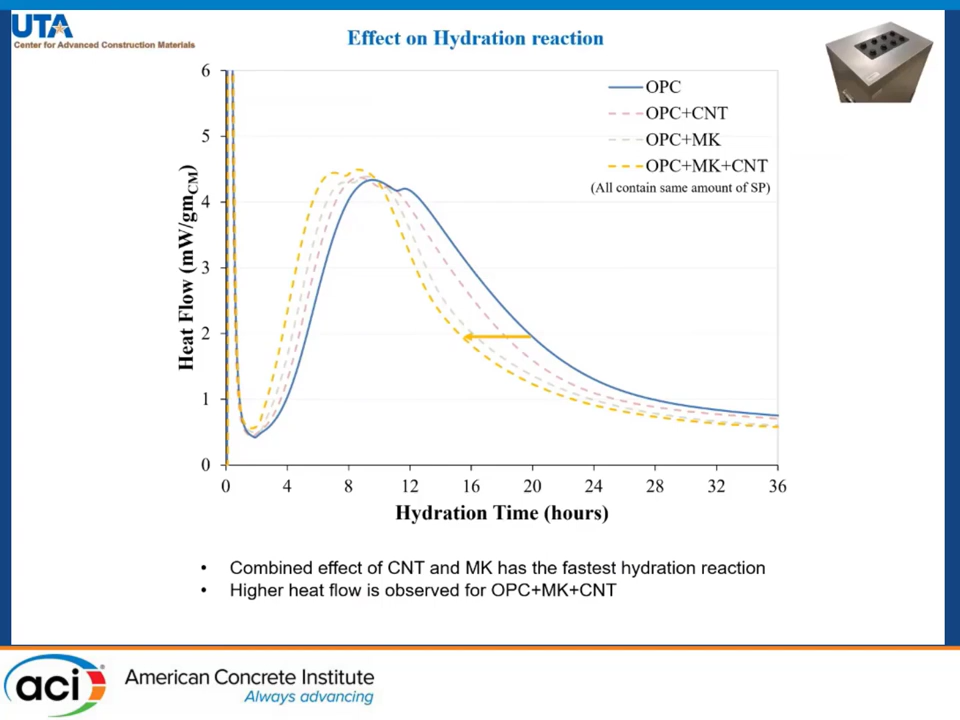 UTA
Center for Advanced Construction Materials
Effect on Hydration reaction
OPC
OPC+CNT
OPC+MK
OPC+MK+CNT
(All contain same amount of SP)
Heat Flow (mW/gmCM)
6
5
4
3
2
1
0
0 4 8 12 16 20 24 28 32 36
Hydration Time (hours)
• Combined effect of CNT and MK has the fastest hydration reaction
• Higher heat flow is observed for OPC+MK+CNT
aci
American Concrete Institute
Always advancing